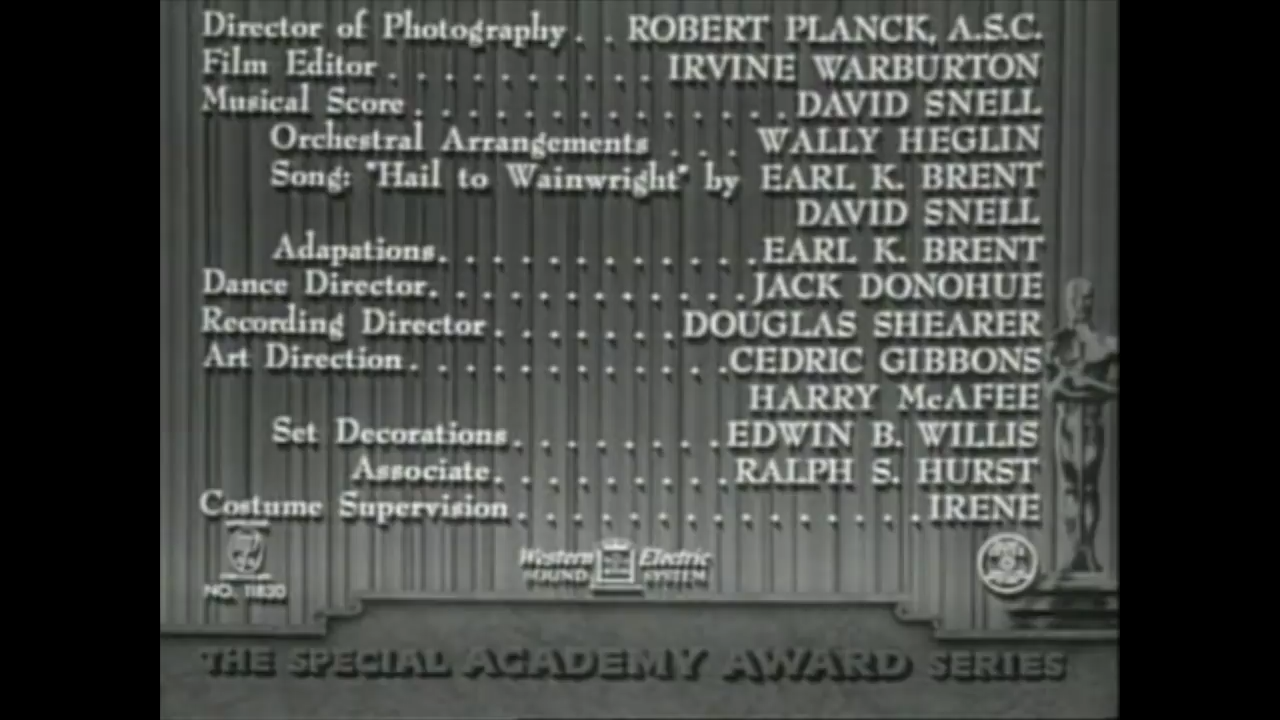 Director of Photography . . ROBERT PLANCK, A.S.C.
Film Editor . . . . . . . . . . IRVINE WARBURTON
Musical Score . . . . . . . . . . . . . . DAVID SNELL
Orchestral Arrangements . . . WALLY HEGLIN
Song: "Hail to Wainwright" by EARL K. BRENT
DAVID SNELL
Adapations. . . . . . . . . . . . EARL K. BRENT
Dance Director. . . . . . . . . . . . JACK DONOHUE
Recording Director . . . . . . . DOUGLAS SHEARER
Art Direction . . . . . . . . . . . . CEDRIC GIBBONS
HARRY McAFEE
Set Decorations . . . . . . . . EDWIN B. WILLIS
Associate. . . . . . . . . RALPH S. HURST
Costume Supervision . . . . . . . . . . . . . . . IRENE
Western Electric
SOUND SYSTEM
NO. 11820
THE SPECIAL ACADEMY AWARD SERIES